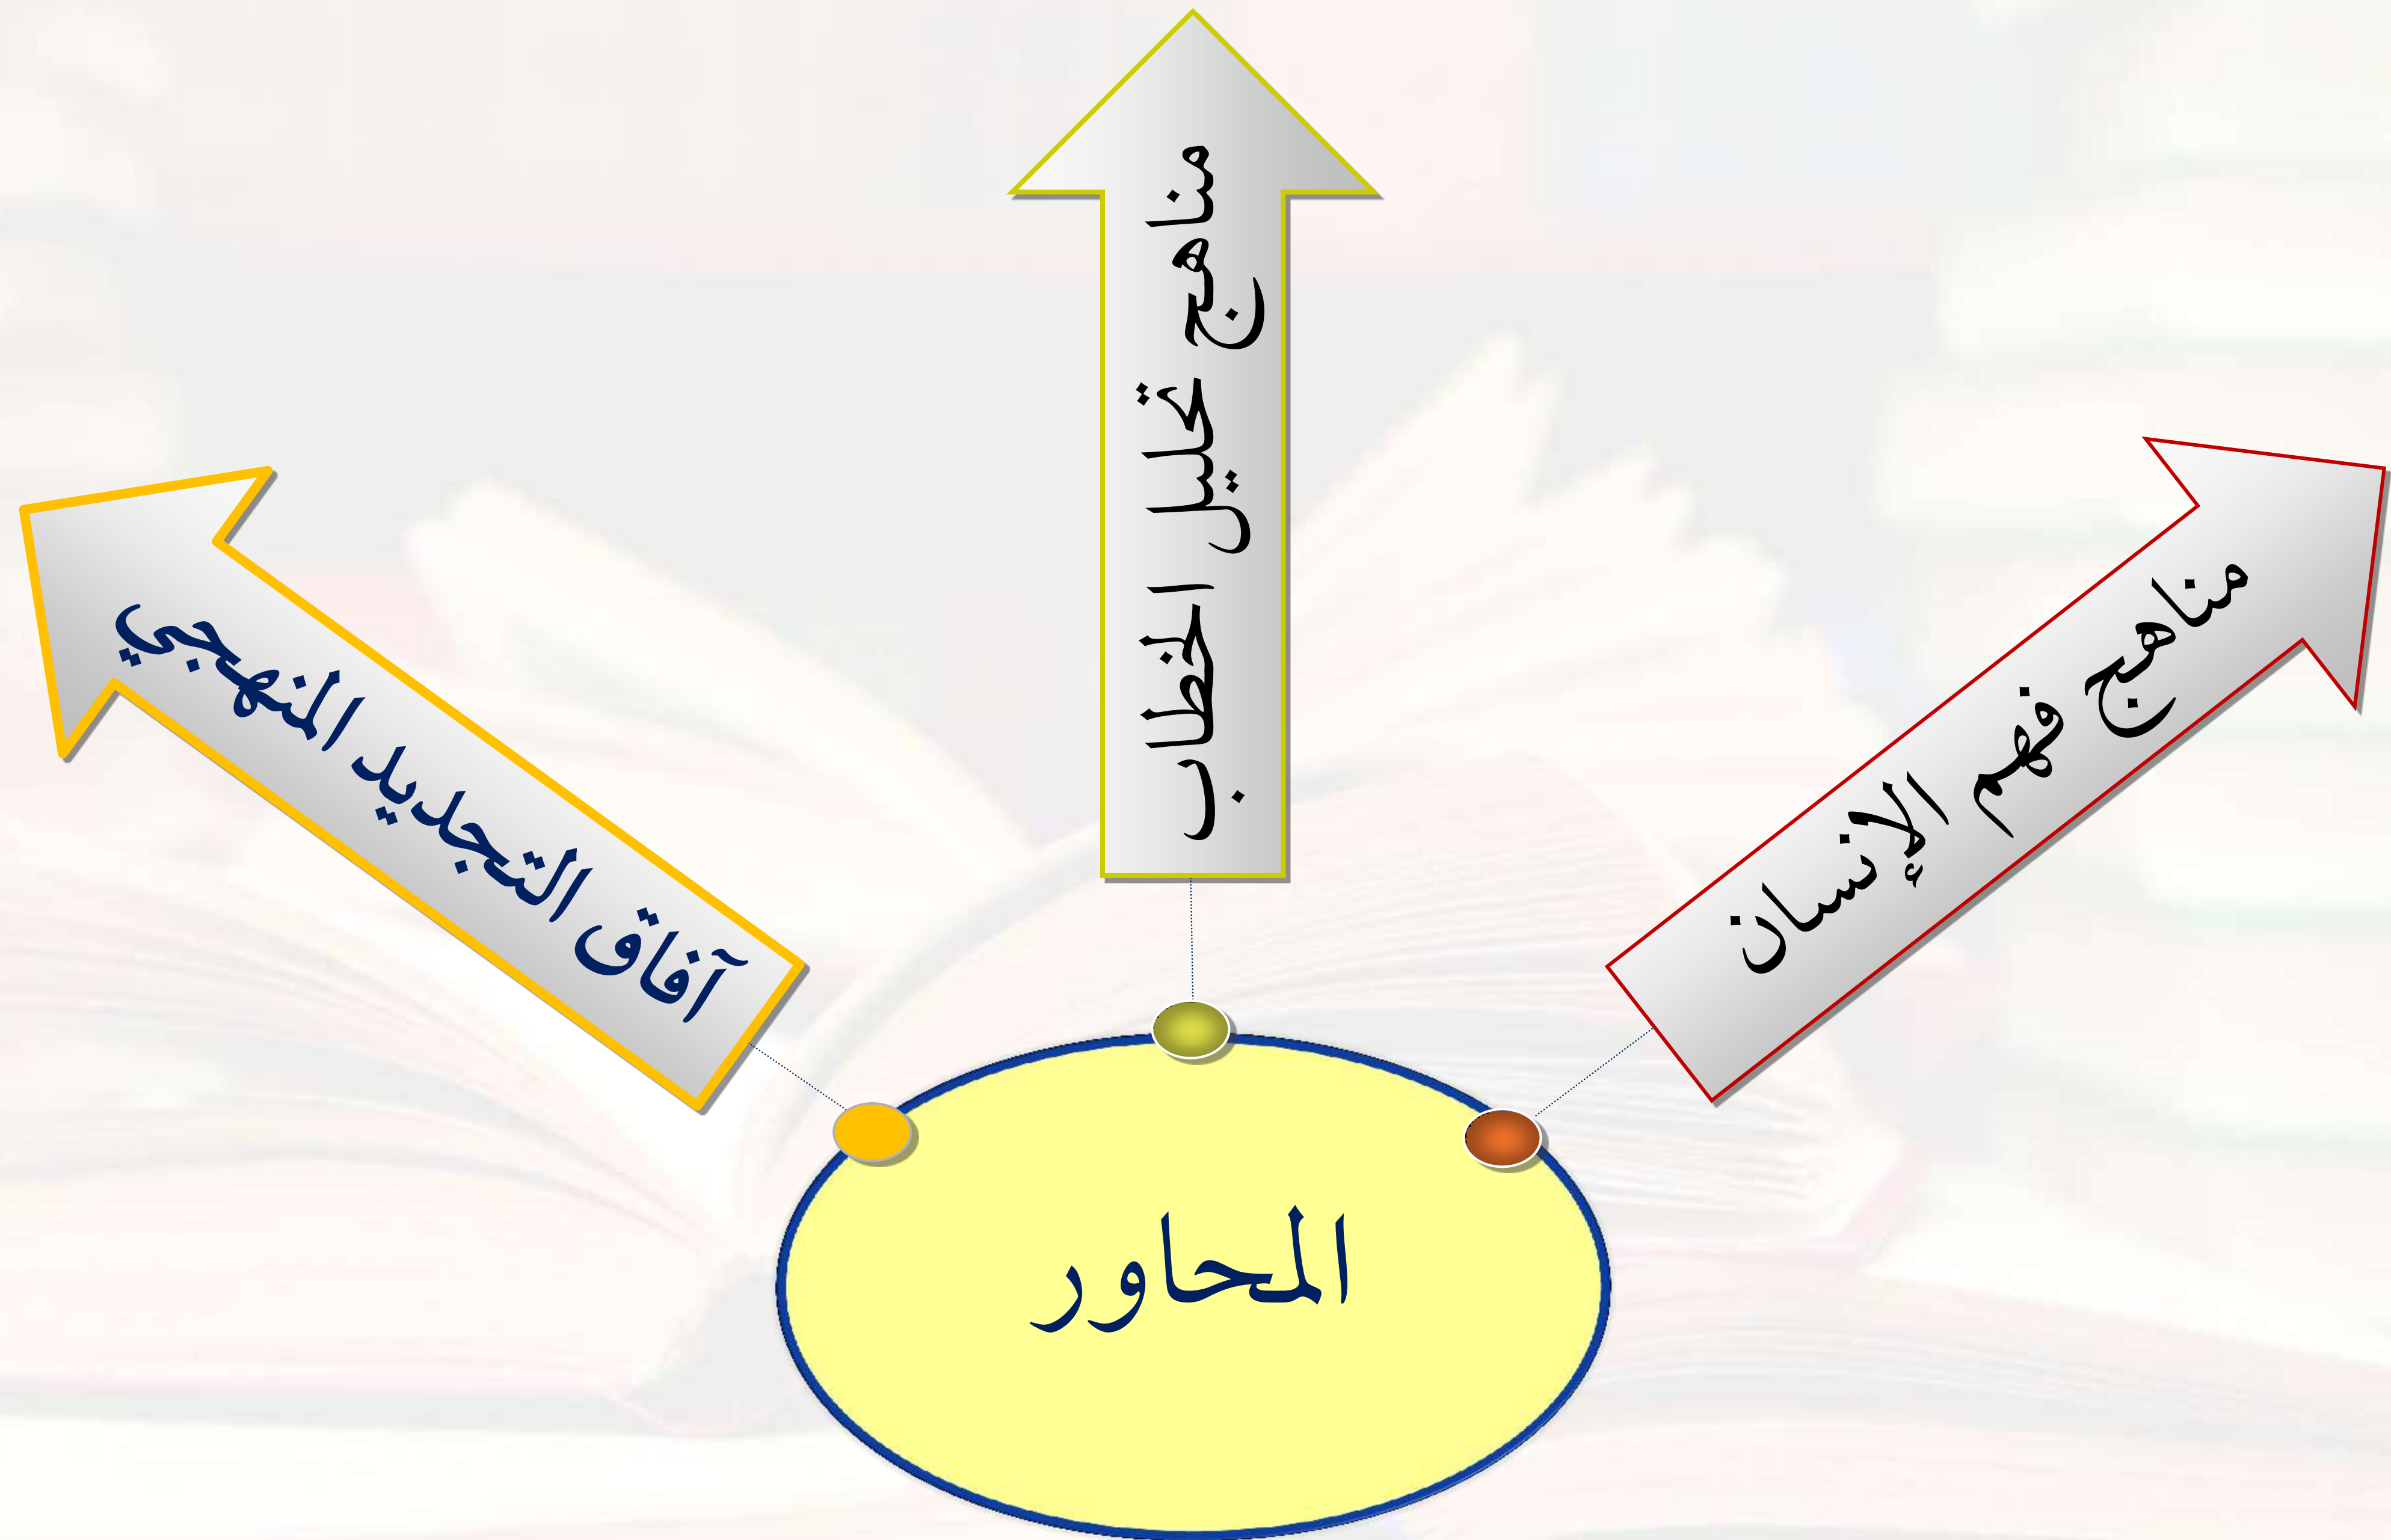 مناهج فهم الإنسان
مناهج تحليل الخطاب
آفاق التجديد المنهجي
المحاور